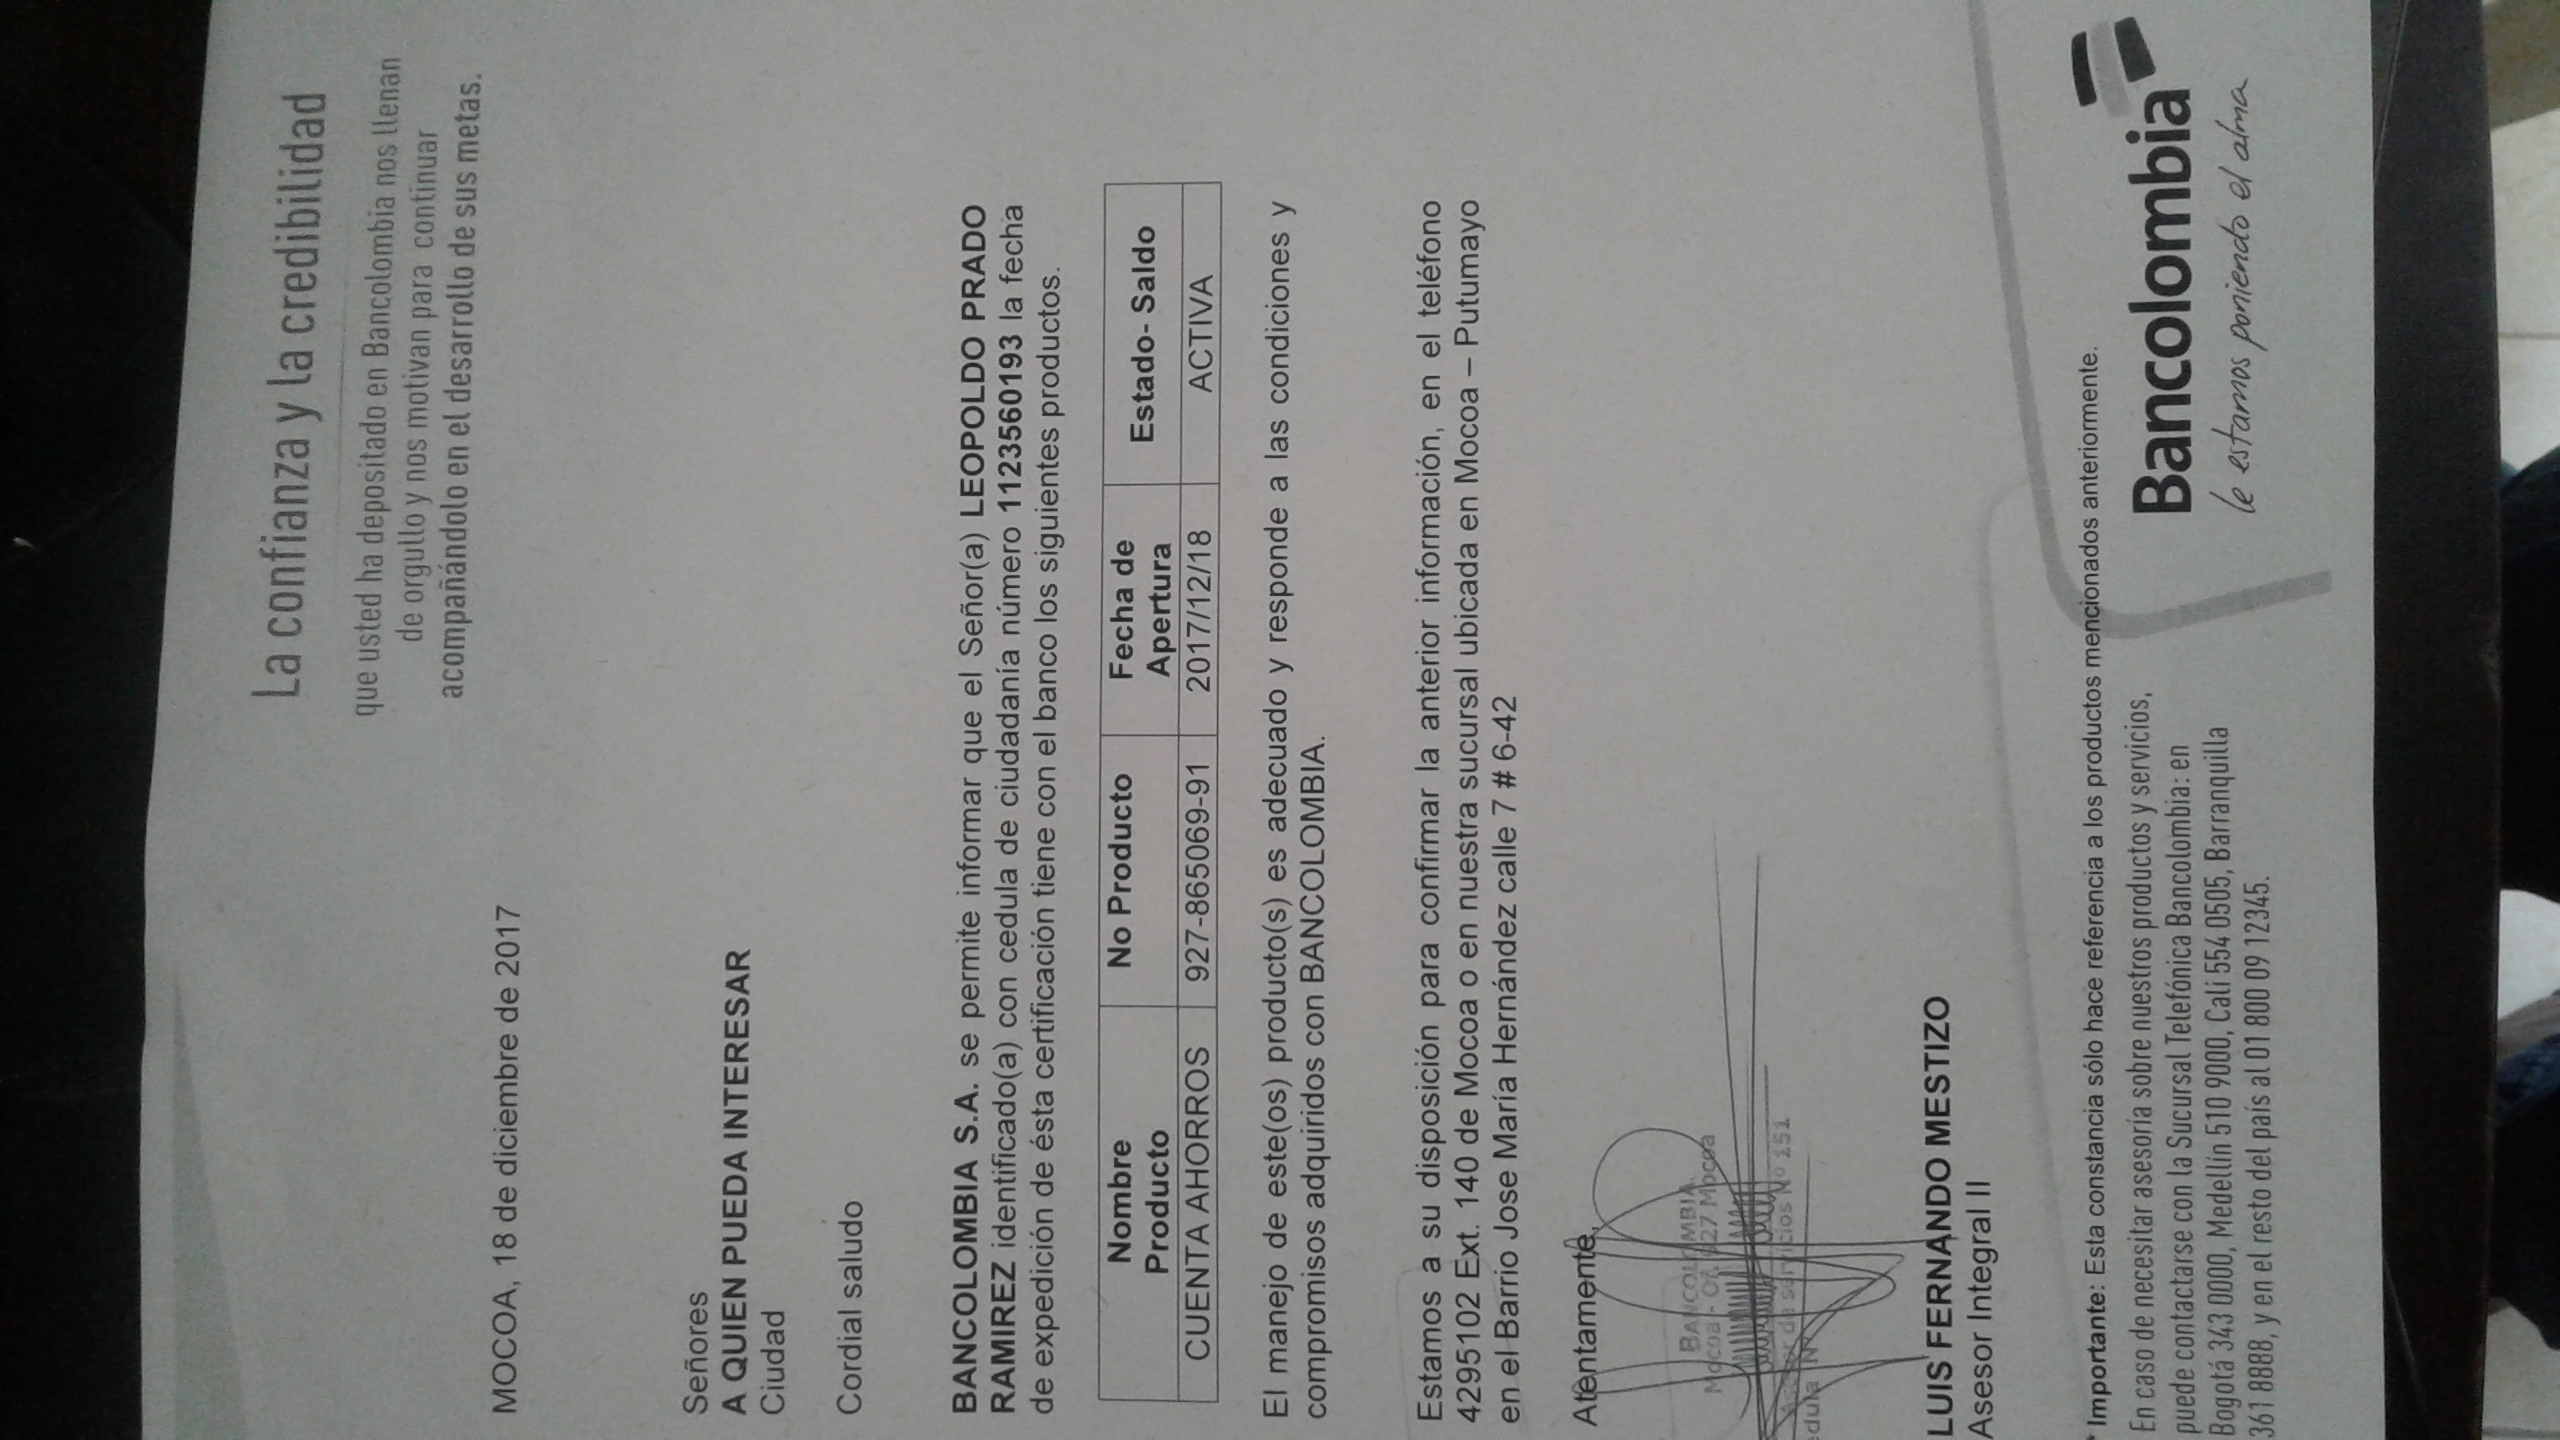 La confianza y la credibilidad
que usted ha depositado en Bancolombia nos llenan
de orgullo y nos motivan para continuar
acompañándolo en el desarrollo de sus metas.
MOCOA, 18 de diciembre de 2017
Señores
A QUIEN PUEDA INTERESAR
Ciudad
Cordial saludo
BANCOLOMBIA S.A. se permite informar que el Señor(a) LEOPOLDO PRADO
RAMIREZ identificado(a) con cedula de ciudadanía número 1123560193 la fecha
de expedición de ésta certificación tiene con el banco los siguientes productos.
Nombre Producto No Producto Fecha de Apertura Estado- Saldo
CUENTA AHORROS 927-865069-91 2017/12/18 ACTIVA
El manejo de este(os) producto(s) es adecuado y responde a las condiciones y
compromisos adquiridos con BANCOLOMBIA.
Estamos a su disposición para confirmar la anterior información, en el teléfono
4295102 Ext. 140 de Mocoa o en nuestra sucursal ubicada en Mocoa – Putumayo
en el Barrio Jose María Hernández calle 7 # 6-42
Atentamente,
BANCOLOMBIA
Mocoa - Of. 927 Mocoa
Asesor de servicios Nº 151
edula Nº
LUIS FERNANDO MESTIZO
Asesor Integral II
* Importante: Esta constancia sólo hace referencia a los productos mencionados anteriormente.
En caso de necesitar asesoría sobre nuestros productos y servicios,
puede contactarse con la Sucursal Telefónica Bancolombia: en
Bogotá 343 0000, Medellín 510 9000, Cali 554 0505, Barranquilla
361 8888, y en el resto del país al 01 800 09 12345.
Bancolombia
le estamos poniendo el alma